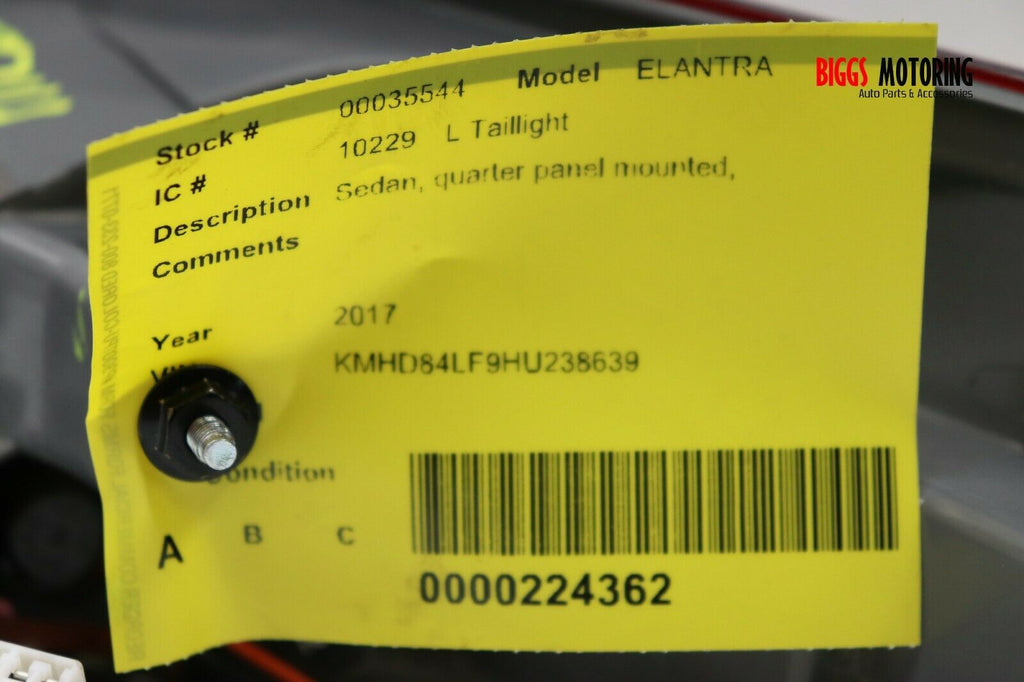 BIGGS MOTORING
Auto Parts & Accessories
Stock # 00035544 Model ELANTRA
IC # 10229 L Taillight
Description Sedan, quarter panel mounted,
Comments
Year 2017
KMHD84LF9HU238639
Condition
A B C
0000224362